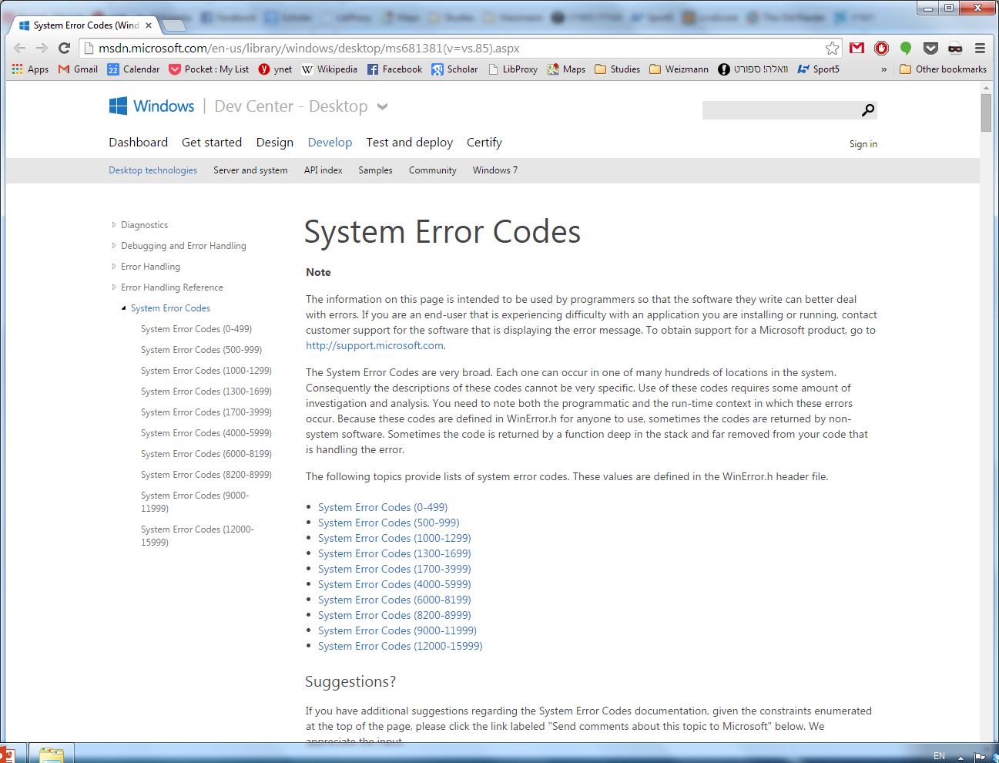 System Error Codes (Wind
msdn.microsoft.com/en-us/library/windows/desktop/ms681381(v=vs.85).aspx
Apps Gmail 22 Calendar Pocket : My List ynet Wikipedia Facebook Scholar LibProxy Maps Studies Weizmann וואלה! ספורט Sport5 » Other bookmarks
Windows | Dev Center - Desktop
Dashboard Get started Design Develop Test and deploy Certify Sign in
Desktop technologies Server and system API index Samples Community Windows 7
Diagnostics
Debugging and Error Handling
Error Handling
Error Handling Reference
System Error Codes
System Error Codes (0-499)
System Error Codes (500-999)
System Error Codes (1000-1299)
System Error Codes (1300-1699)
System Error Codes (1700-3999)
System Error Codes (4000-5999)
System Error Codes (6000-8199)
System Error Codes (8200-8999)
System Error Codes (9000-
11999)
System Error Codes (12000-
15999)
System Error Codes
Note
The information on this page is intended to be used by programmers so that the software they write can better deal
with errors. If you are an end-user that is experiencing difficulty with an application you are installing or running, contact
customer support for the software that is displaying the error message. To obtain support for a Microsoft product, go to
http://support.microsoft.com.
The System Error Codes are very broad. Each one can occur in one of many hundreds of locations in the system.
Consequently the descriptions of these codes cannot be very specific. Use of these codes requires some amount of
investigation and analysis. You need to note both the programmatic and the run-time context in which these errors
occur. Because these codes are defined in WinError.h for anyone to use, sometimes the codes are returned by non-
system software. Sometimes the code is returned by a function deep in the stack and far removed from your code that
is handling the error.
The following topics provide lists of system error codes. These values are defined in the WinError.h header file.
• System Error Codes (0-499)
• System Error Codes (500-999)
• System Error Codes (1000-1299)
• System Error Codes (1300-1699)
• System Error Codes (1700-3999)
• System Error Codes (4000-5999)
• System Error Codes (6000-8199)
• System Error Codes (8200-8999)
• System Error Codes (9000-11999)
• System Error Codes (12000-15999)
Suggestions?
If you have additional suggestions regarding the System Error Codes documentation, given the constraints enumerated
at the top of the page, please click the link labeled "Send comments about this topic to Microsoft" below. We
appreciate the input.
EN